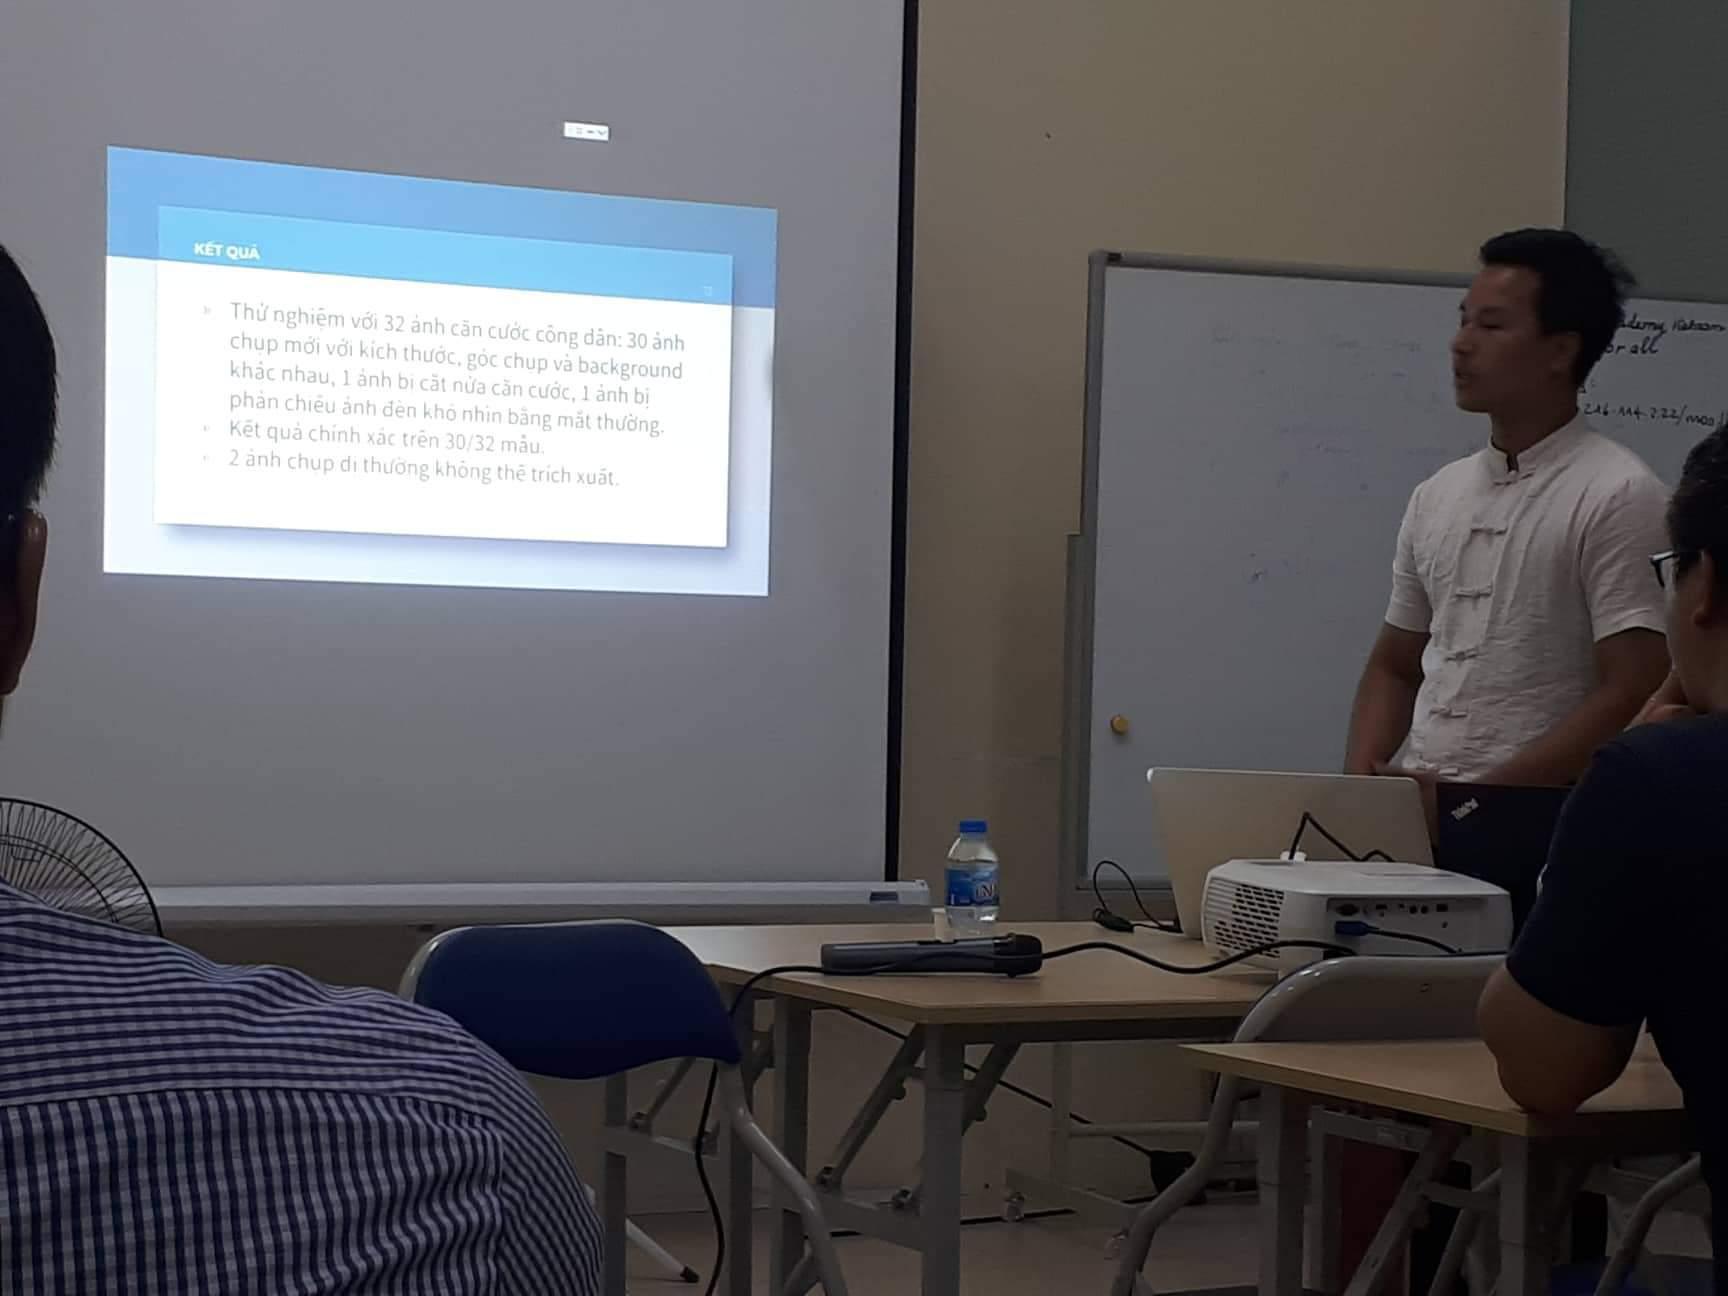 KẾT QUẢ
Thử nghiệm với 32 ảnh căn cước công dân: 30 ảnh
chụp mới với kích thước, góc chụp và background
khác nhau, 1 ảnh bị cắt nửa căn cước, 1 ảnh bị
phản chiếu ánh đèn khó nhìn bằng mắt thường.
Kết quả chính xác trên 30/32 mẫu.
2 ảnh chụp dị thường không thể trích xuất.
for all
ThinkPad